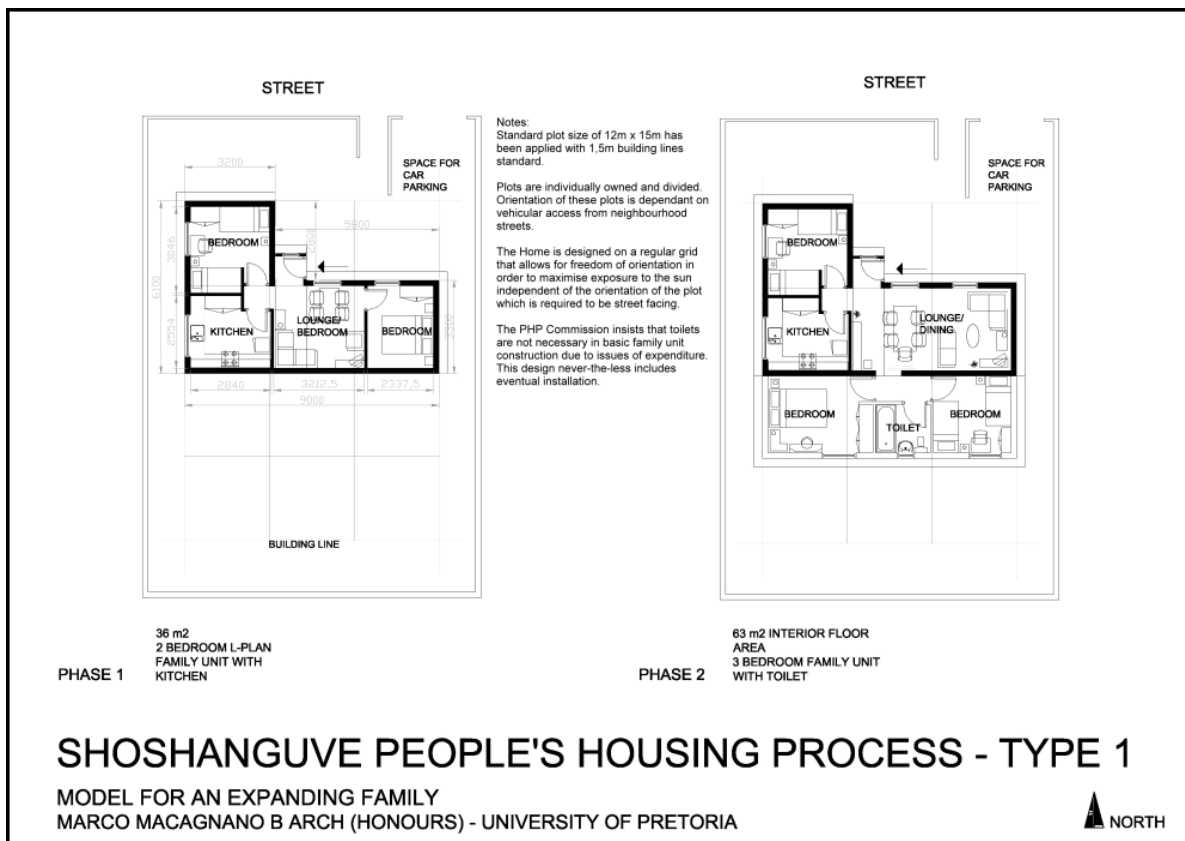 STREET
SPACE FOR
CAR
PARKING
3200
5800
2800
3046
6100
2554
3300
BEDROOM
KITCHEN
LOUNGE/
BEDROOM
BEDROOM
2840
3212,5
2337,5
9000
BUILDING LINE
36 m2
2 BEDROOM L-PLAN
FAMILY UNIT WITH
KITCHEN
PHASE 1
Notes:
Standard plot size of 12m x 15m has
been applied with 1,5m building lines
standard.
Plots are individually owned and divided.
Orientation of these plots is dependant on
vehicular access from neighbourhood
streets.
The Home is designed on a regular grid
that allows for freedom of orientation in
order to maximise exposure to the sun
independent of the orientation of the plot
which is required to be street facing.
The PHP Commission insists that toilets
are not necessary in basic family unit
construction due to issues of expenditure.
This design never-the-less includes
eventual installation.
STREET
SPACE FOR
CAR
PARKING
BEDROOM
KITCHEN
LOUNGE/
DINING
BEDROOM
TOILET
BEDROOM
63 m2 INTERIOR FLOOR
AREA
3 BEDROOM FAMILY UNIT
WITH TOILET
PHASE 2
SHOSHANGUVE PEOPLE'S HOUSING PROCESS - TYPE 1
MODEL FOR AN EXPANDING FAMILY
MARCO MACAGNANO B ARCH (HONOURS) - UNIVERSITY OF PRETORIA
NORTH